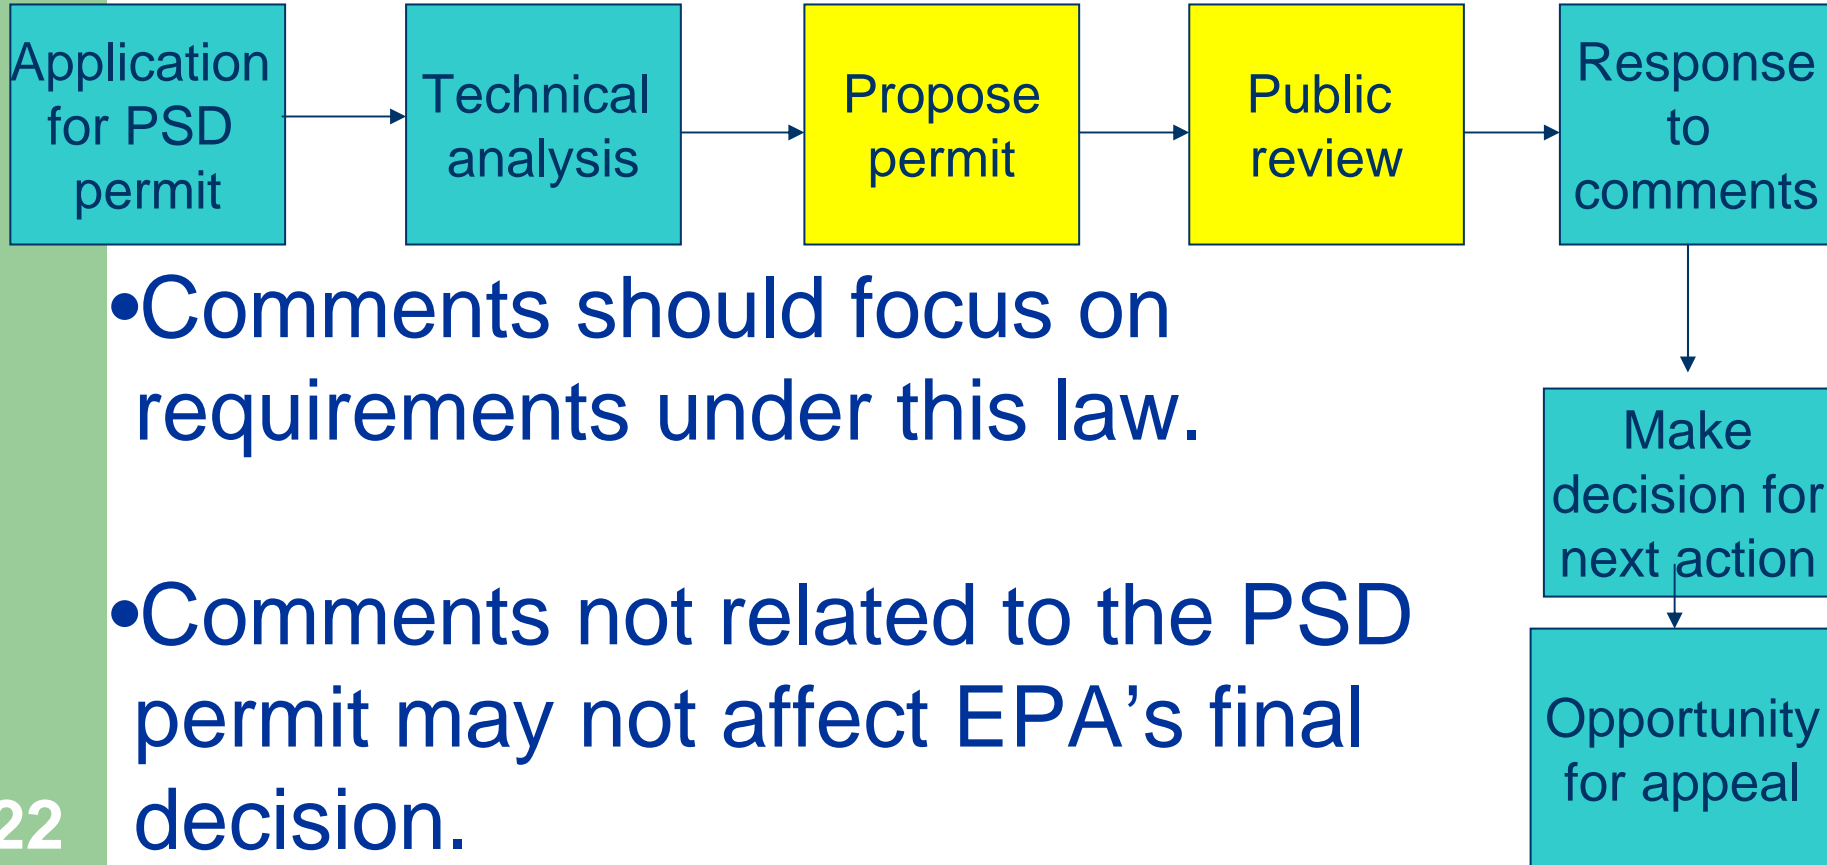 Application
for PSD
permit
Technical
analysis
Propose
permit
Public
review
Response
to
comments
•Comments should focus on
requirements under this law.
Make
decision for
next action
•Comments not related to the PSD
permit may not affect EPA’s final
decision.
Opportunity
for appeal
22